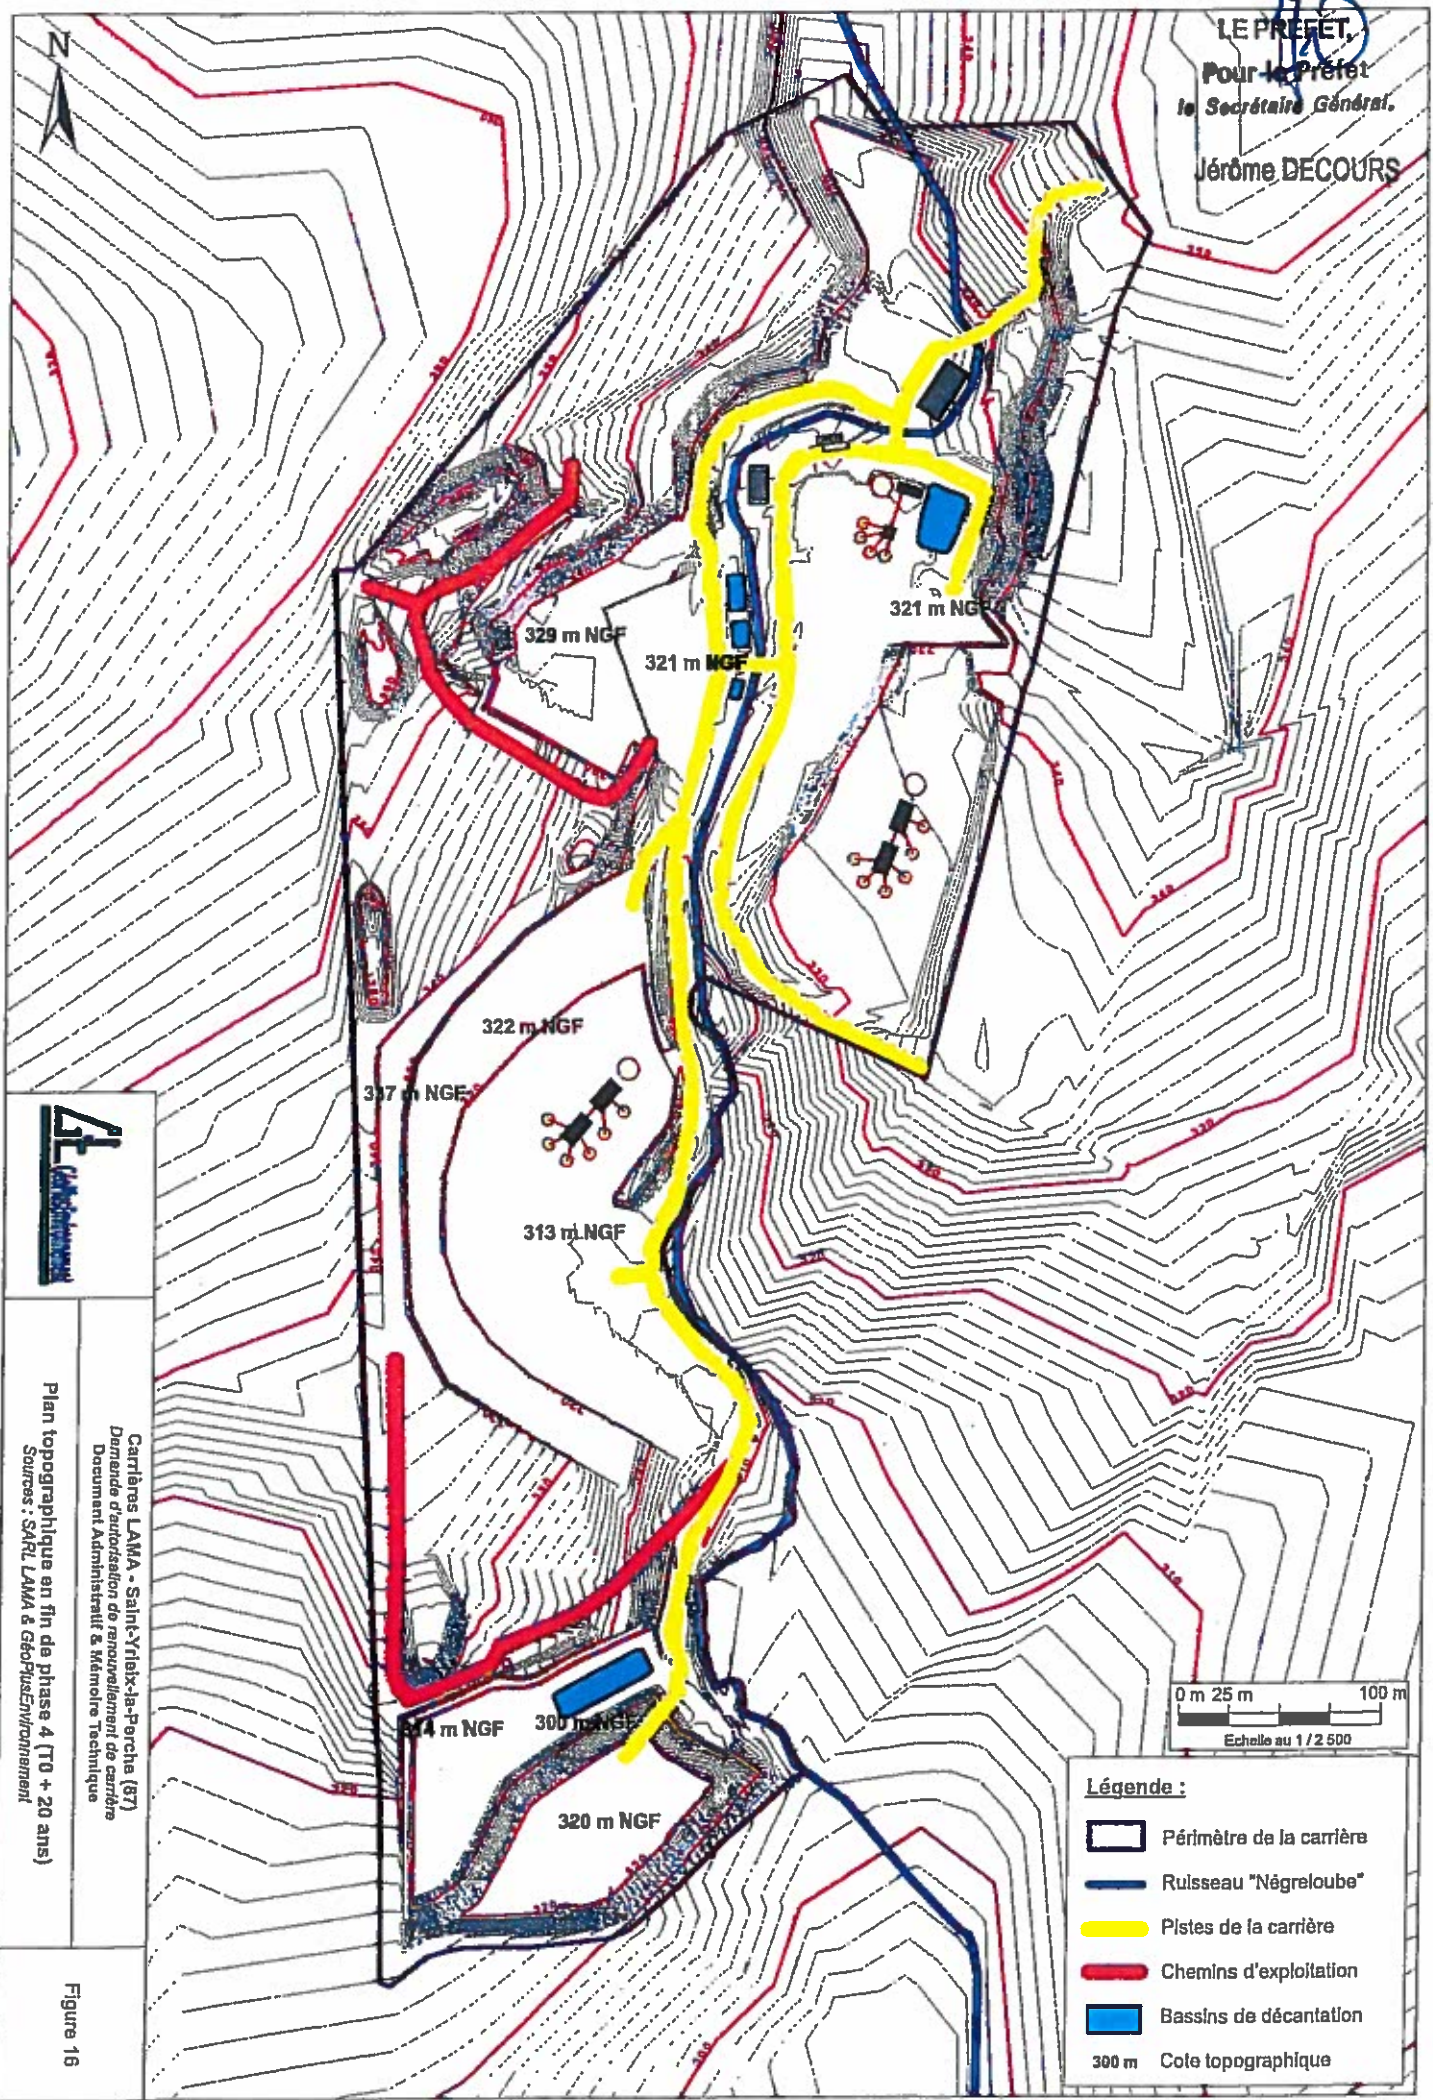 N
LE PREFET,
Pour le Préfet
le Secrétaire Général,
Jérôme DECOURS
329 m NGF
321 m NGF
321 m NGF
322 m NGF
337 m NGF
313 m NGF
314 m NGF
300 m NGF
320 m NGF
0 m 25 m 100 m
Echelle au 1 / 2 500
Légende :
Périmètre de la carrière
Ruisseau "Nègreloube"
Pistes de la carrière
Chemins d'exploitation
Bassins de décantation
300 m Cote topographique
Carrières LAMA - Saint-Yrieix-la-Perche (87)
Demande d'autorisation de renouvellement de carrière
Document Administratif & Mémoire Technique
Plan topographique en fin de phase 4 (T0 + 20 ans)
Sources : SARL LAMA & GéoPlusEnvironnement
Figure 16